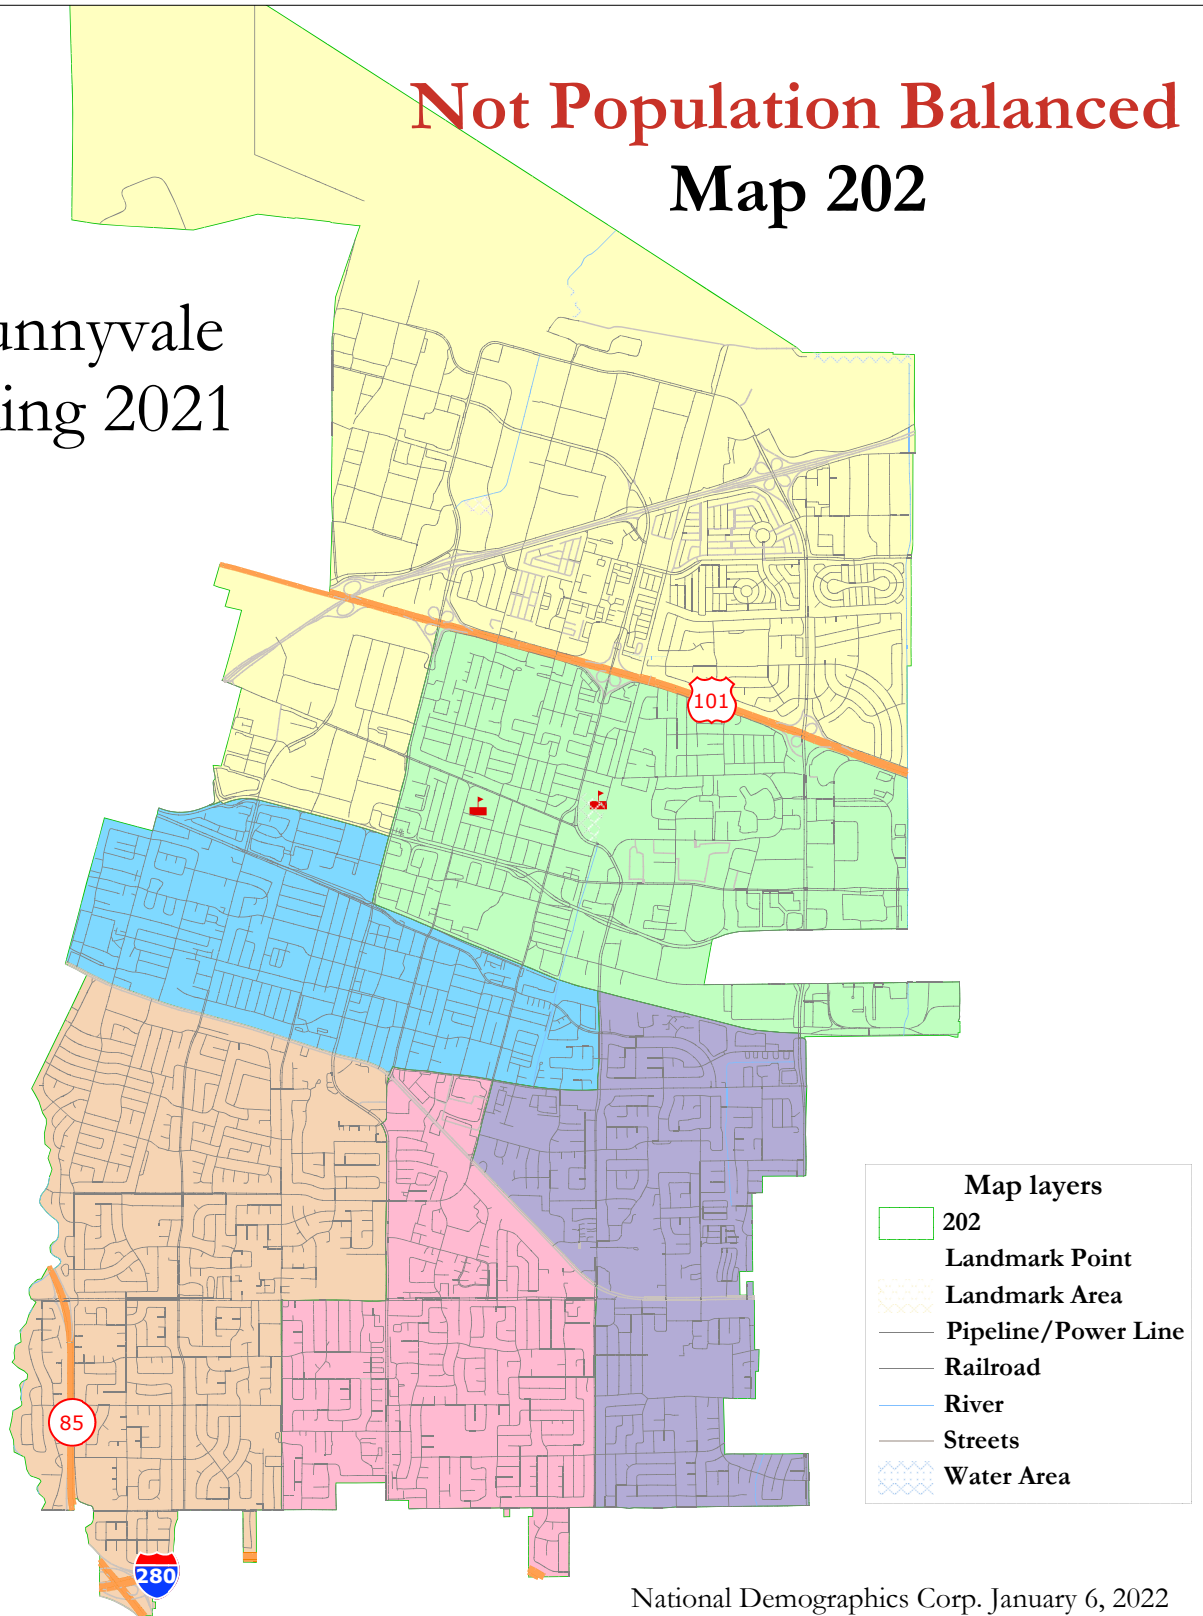 Not Population Balanced
Map 202
unnyvale
ing 2021
101
85
280
Map layers
202
Landmark Point
Landmark Area
Pipeline/Power Line
Railroad
River
Streets
Water Area
National Demographics Corp. January 6, 2022